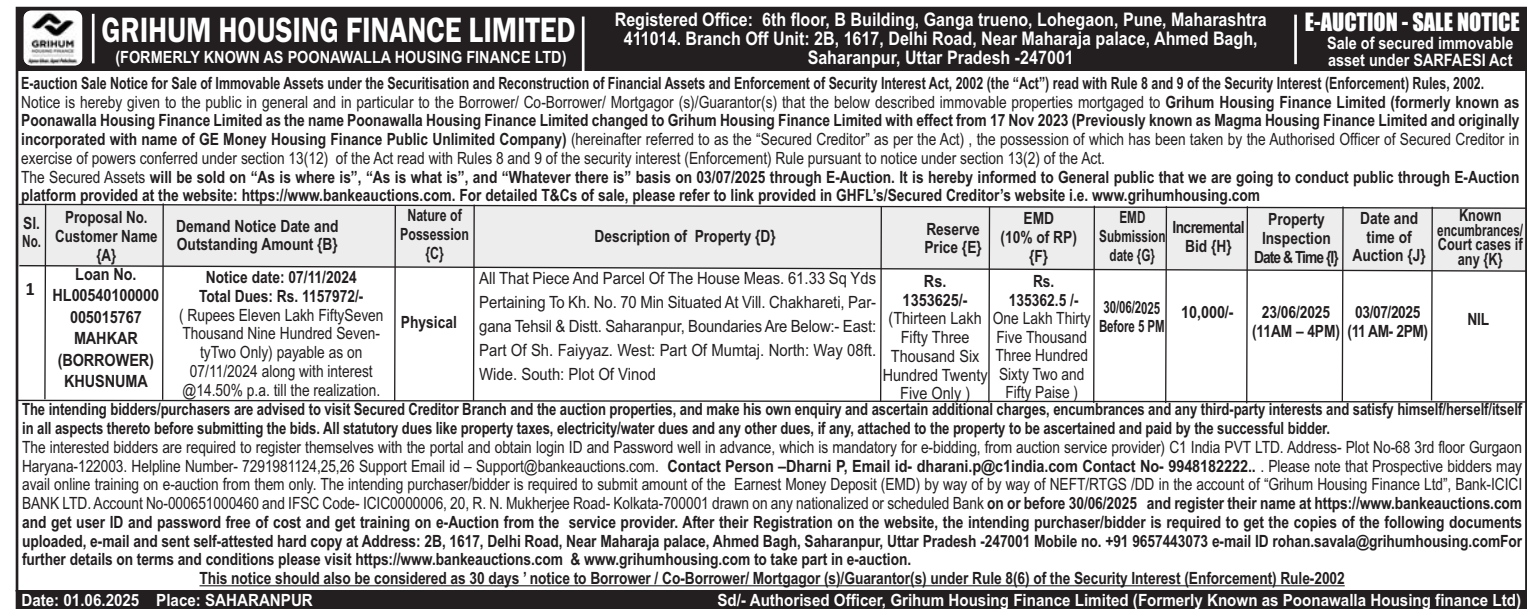 GRIHUM
HOUSING FINANCE
GRIHUM HOUSING FINANCE LIMITED
(FORMERLY KNOWN AS POONAWALLA HOUSING FINANCE LTD)
Registered Office: 6th floor, B Building, Ganga trueno, Lohegaon, Pune, Maharashtra
411014. Branch Off Unit: 2B, 1617, Delhi Road, Near Maharaja palace, Ahmed Bagh,
Saharanpur, Uttar Pradesh -247001
E-AUCTION - SALE NOTICE
Sale of secured immovable
asset under SARFAESI Act
E-auction Sale Notice for Sale of Immovable Assets under the Securitisation and Reconstruction of Financial Assets and Enforcement of Security Interest Act, 2002 (the “Act”) read with Rule 8 and 9 of the Security Interest (Enforcement) Rules, 2002.
Notice is hereby given to the public in general and in particular to the Borrower/ Co-Borrower/ Mortgagor (s)/Guarantor(s) that the below described immovable properties mortgaged to Grihum Housing Finance Limited (formerly known as
Poonawalla Housing Finance Limited as the name Poonawalla Housing Finance Limited changed to Grihum Housing Finance Limited with effect from 17 Nov 2023 (Previously known as Magma Housing Finance Limited and originally
incorporated with name of GE Money Housing Finance Public Unlimited Company) (hereinafter referred to as the “Secured Creditor” as per the Act) , the possession of which has been taken by the Authorised Officer of Secured Creditor in
exercise of powers conferred under section 13(12) of the Act read with Rules 8 and 9 of the security interest (Enforcement) Rule pursuant to notice under section 13(2) of the Act.
The Secured Assets will be sold on “As is where is”, “As is what is”, and “Whatever there is” basis on 03/07/2025 through E-Auction. It is hereby informed to General public that we are going to conduct public through E-Auction
platform provided at the website: https://www.bankeauctions.com. For detailed T&Cs of sale, please refer to link provided in GHFL’s/Secured Creditor’s website i.e. www.grihumhousing.com
Sl.
No.
Proposal No.
Customer Name
{A}
Demand Notice Date and
Outstanding Amount {B}
Nature of
Possession
{C}
Description of Property {D}
Reserve
Price {E}
EMD
(10% of RP)
{F}
EMD
Submission
date {G}
Incremental
Bid {H}
Property
Inspection
Date & Time {I}
Date and
time of
Auction {J}
Known
encumbrances/
Court cases if
any {K}
1
Loan No.
HL00540100000
005015767
MAHKAR
(BORROWER)
KHUSNUMA
Notice date: 07/11/2024
Total Dues: Rs. 1157972/-
( Rupees Eleven Lakh FiftySeven
Thousand Nine Hundred Seven-
tyTwo Only) payable as on
07/11/2024 along with interest
@14.50% p.a. till the realization.
Physical
All That Piece And Parcel Of The House Meas. 61.33 Sq Yds
Pertaining To Kh. No. 70 Min Situated At Vill. Chakhareti, Par-
gana Tehsil & Distt. Saharanpur, Boundaries Are Below:- East:
Part Of Sh. Faiyyaz. West: Part Of Mumtaj. North: Way 08ft.
Wide. South: Plot Of Vinod
Rs.
1353625/-
(Thirteen Lakh
Fifty Three
Thousand Six
Hundred Twenty
Five Only )
Rs.
135362.5 /-
One Lakh Thirty
Five Thousand
Three Hundred
Sixty Two and
Fifty Paise )
30/06/2025
Before 5 PM
10,000/-
23/06/2025
(11AM – 4PM)
03/07/2025
(11 AM- 2PM)
NIL
The intending bidders/purchasers are advised to visit Secured Creditor Branch and the auction properties, and make his own enquiry and ascertain additional charges, encumbrances and any third-party interests and satisfy himself/herself/itself
in all aspects thereto before submitting the bids. All statutory dues like property taxes, electricity/water dues and any other dues, if any, attached to the property to be ascertained and paid by the successful bidder.
The interested bidders are required to register themselves with the portal and obtain login ID and Password well in advance, which is mandatory for e-bidding, from auction service provider) C1 India PVT LTD. Address- Plot No-68 3rd floor Gurgaon
Haryana-122003. Helpline Number- 7291981124,25,26 Support Email id – Support@bankeauctions.com. Contact Person –Dharni P, Email id- dharani.p@c1india.com Contact No- 9948182222.. . Please note that Prospective bidders may
avail online training on e-auction from them only. The intending purchaser/bidder is required to submit amount of the Earnest Money Deposit (EMD) by way of by way of NEFT/RTGS /DD in the account of “Grihum Housing Finance Ltd”, Bank-ICICI
BANK LTD. Account No-000651000460 and IFSC Code- ICIC0000006, 20, R. N. Mukherjee Road- Kolkata-700001 drawn on any nationalized or scheduled Bank on or before 30/06/2025 and register their name at https://www.bankeauctions.com
and get user ID and password free of cost and get training on e-Auction from the service provider. After their Registration on the website, the intending purchaser/bidder is required to get the copies of the following documents
uploaded, e-mail and sent self-attested hard copy at Address: 2B, 1617, Delhi Road, Near Maharaja palace, Ahmed Bagh, Saharanpur, Uttar Pradesh -247001 Mobile no. +91 9657443073 e-mail ID rohan.savala@grihumhousing.comFor
further details on terms and conditions please visit https://www.bankeauctions.com & www.grihumhousing.com to take part in e-auction.
This notice should also be considered as 30 days ’ notice to Borrower / Co-Borrower/ Mortgagor (s)/Guarantor(s) under Rule 8(6) of the Security Interest (Enforcement) Rule-2002
Date: 01.06.2025 Place: SAHARANPUR
Sd/- Authorised Officer, Grihum Housing Finance Limited (Formerly Known as Poonawalla Housing finance Ltd)